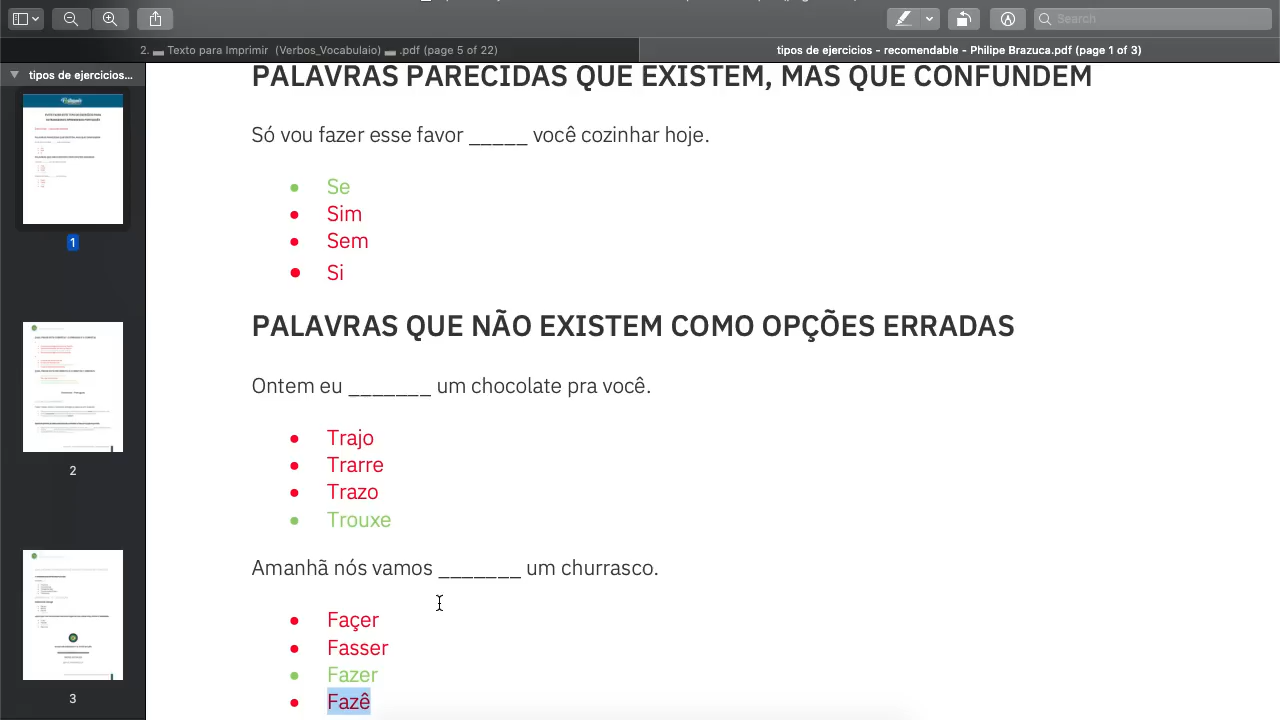 Search
2. Texto para Imprimir (Verbos_Vocabulaio) .pdf (page 5 of 22)
tipos de ejercicios - recomendable - Philipe Brazuca.pdf (page 1 of 3)
tipos de ejercicios...
1
2
3
PALAVRAS PARECIDAS QUE EXISTEM, MAS QUE CONFUNDEM
Só vou fazer esse favor _____ você cozinhar hoje.
• Se
• Sim
• Sem
• Si
PALAVRAS QUE NÃO EXISTEM COMO OPÇÕES ERRADAS
Ontem eu _______ um chocolate pra você.
• Trajo
• Trarre
• Trazo
• Trouxe
Amanhã nós vamos _______ um churrasco.
• Façer
• Fasser
• Fazer
• Fazê